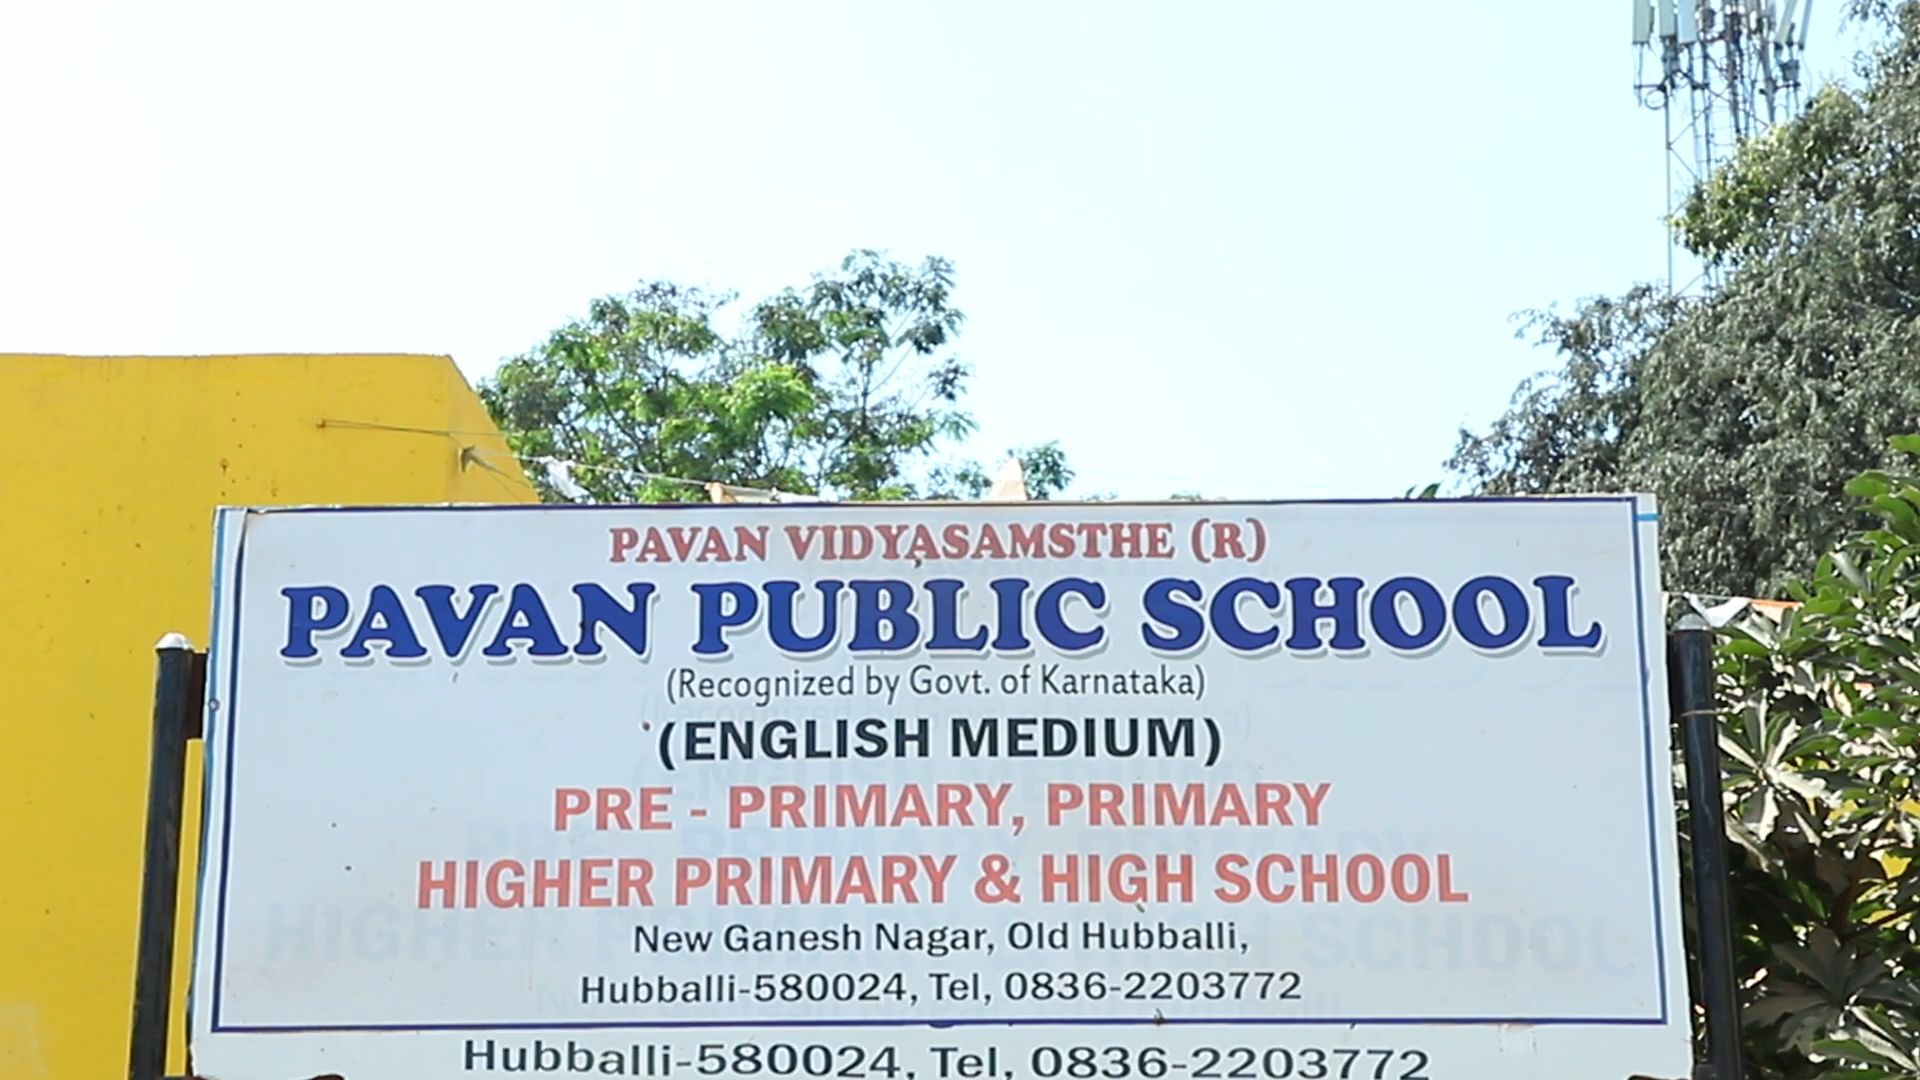 PAVAN VIDYASAMSTHE (R)
PAVAN PUBLIC SCHOOL
(Recognized by Govt. of Karnataka)
(ENGLISH MEDIUM)
PRE - PRIMARY, PRIMARY
HIGHER PRIMARY & HIGH SCHOOL
New Ganesh Nagar, Old Hubballi,
Hubballi-580024, Tel, 0836-2203772
Hubballi-580024, Tel, 0836-2203772